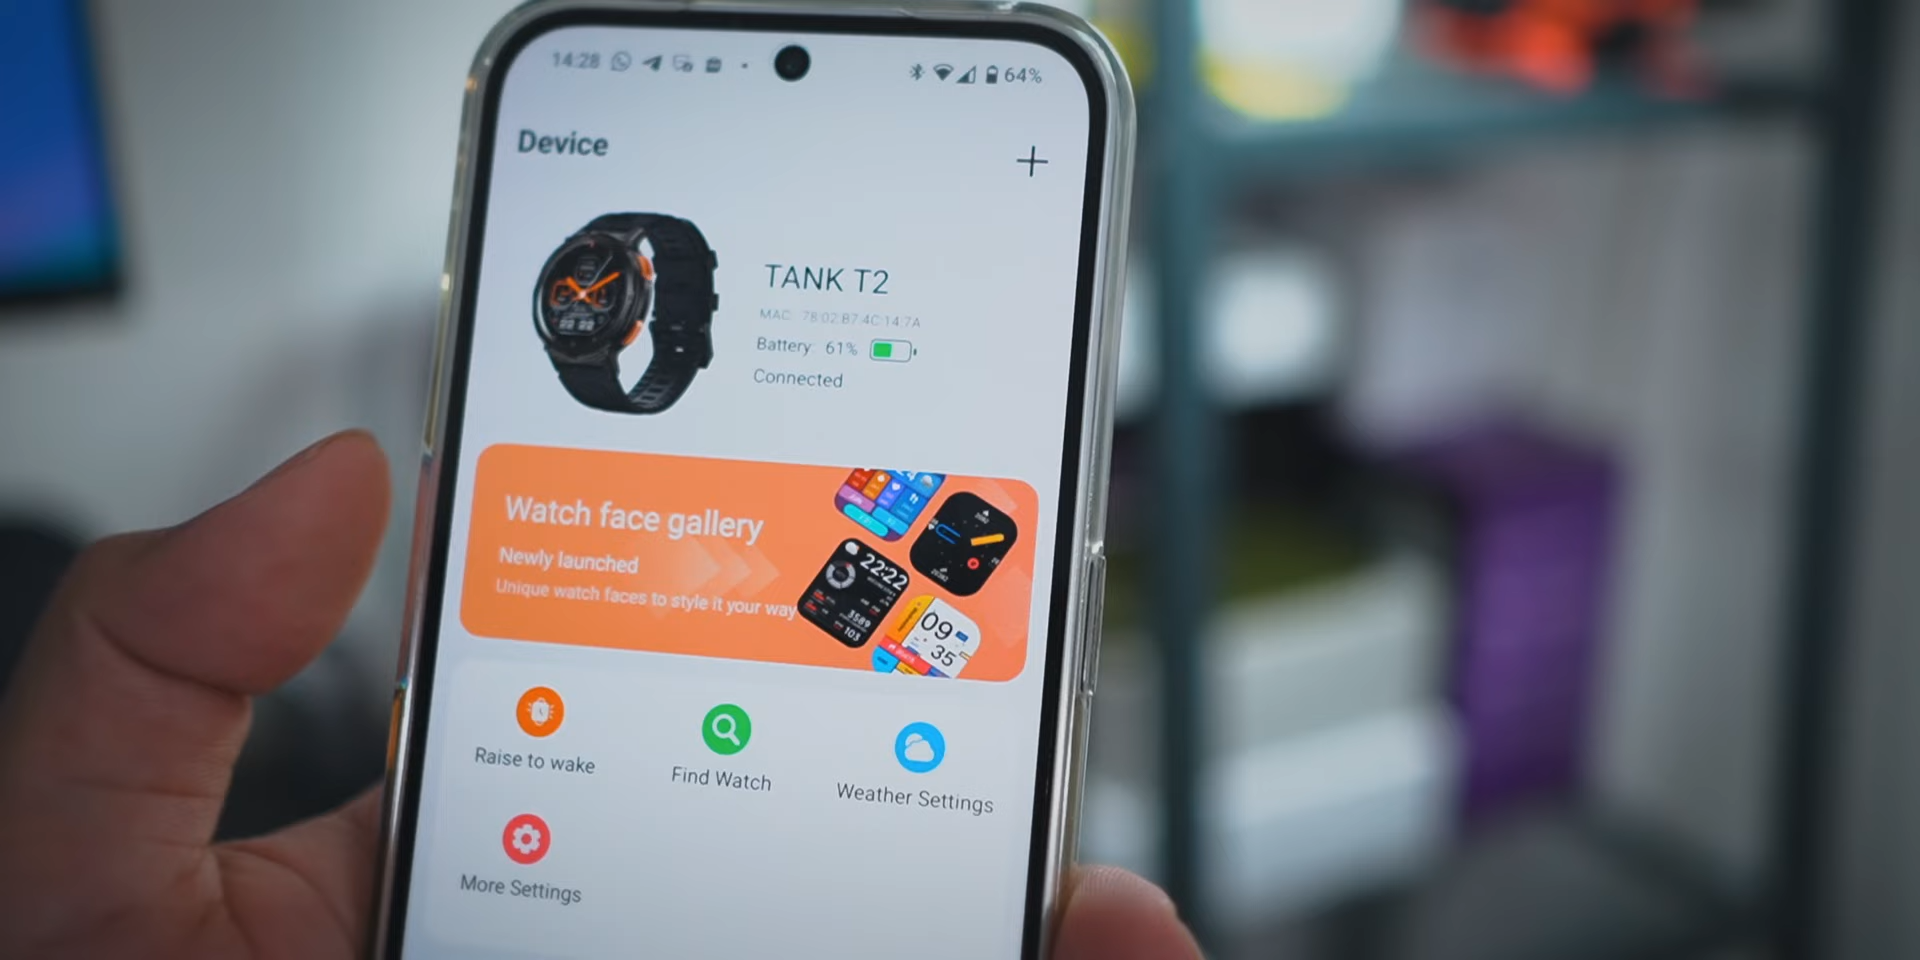 14:28
64%
Device
TANK T2
MAC: 78:02:B7:4C:14:7A
Battery: 61%
Connected
Watch face gallery
Newly launched
Unique watch faces to style it your way
22:22
3589
103
09
35
Raise to wake
Find Watch
Weather Settings
More Settings